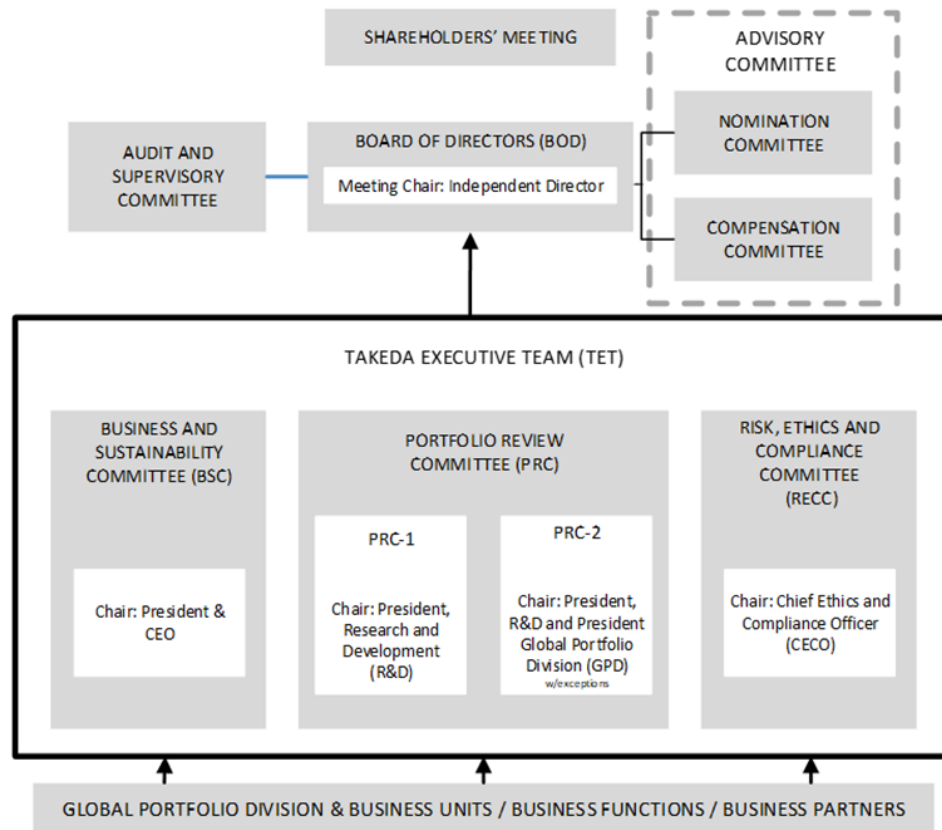 SHAREHOLDERS' MEETING
ADVISORY
COMMITTEE
AUDIT AND
SUPERVISORY
COMMITTEE
BOARD OF DIRECTORS (BOD)
Meeting Chair: Independent Director
NOMINATION
COMMITTEE
COMPENSATION
COMMITTEE
TAKEDA EXECUTIVE TEAM (TET)
BUSINESS AND
SUSTAINABILITY
COMMITTEE (BSC)
Chair: President &
CEO
PORTFOLIO REVIEW
COMMITTEE (PRC)
PRC-1
Chair: President,
Research and
Development
(R&D)
PRC-2
Chair: President,
R&D and President
Global Portfolio
Division (GPD)
w/exceptions
RISK, ETHICS AND
COMPLIANCE
COMMITTEE
(RECC)
Chair: Chief Ethics and
Compliance Officer
(CECO)
GLOBAL PORTFOLIO DIVISION & BUSINESS UNITS / BUSINESS FUNCTIONS / BUSINESS PARTNERS